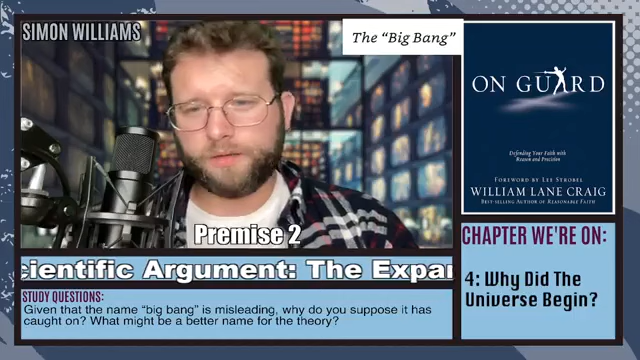 SIMON WILLIAMS
The “Big Bang”
Premise 2
cientific Argument: The Expan
STUDY QUESTIONS:
Given that the name “big bang” is misleading, why do you suppose it has
caught on? What might be a better name for the theory?
ON GUARD
Defending Your Faith with
Reason and Precision
FOREWORD BY LEE STROBEL
WILLIAM LANE CRAIG
BEST-SELLING AUTHOR OF REASONABLE FAITH
CHAPTER WE'RE ON:
4: Why Did The
Universe Begin?